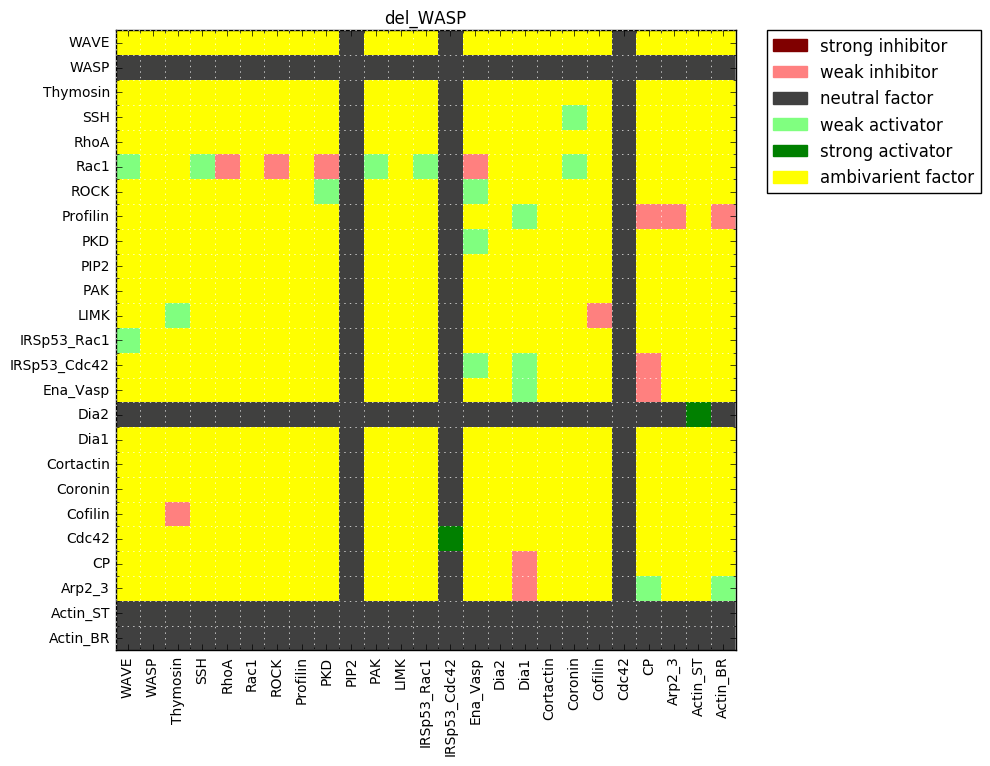 del_WASP
WAVE
WASP
Thymosin
SSH
RhoA
Rac1
ROCK
Profilin
PKD
PIP2
PAK
LIMK
IRSp53_Rac1
IRSp53_Cdc42
Ena_Vasp
Dia2
Dia1
Cortactin
Coronin
Cofilin
Cdc42
CP
Arp2_3
Actin_ST
Actin_BR
WAVE
WASP
Thymosin
SSH
RhoA
Rac1
ROCK
Profilin
PKD
PIP2
PAK
LIMK
IRSp53_Rac1
IRSp53_Cdc42
Ena_Vasp
Dia2
Dia1
Cortactin
Coronin
Cofilin
Cdc42
CP
Arp2_3
Actin_ST
Actin_BR
strong inhibitor
weak inhibitor
neutral factor
weak activator
strong activator
ambivarient factor